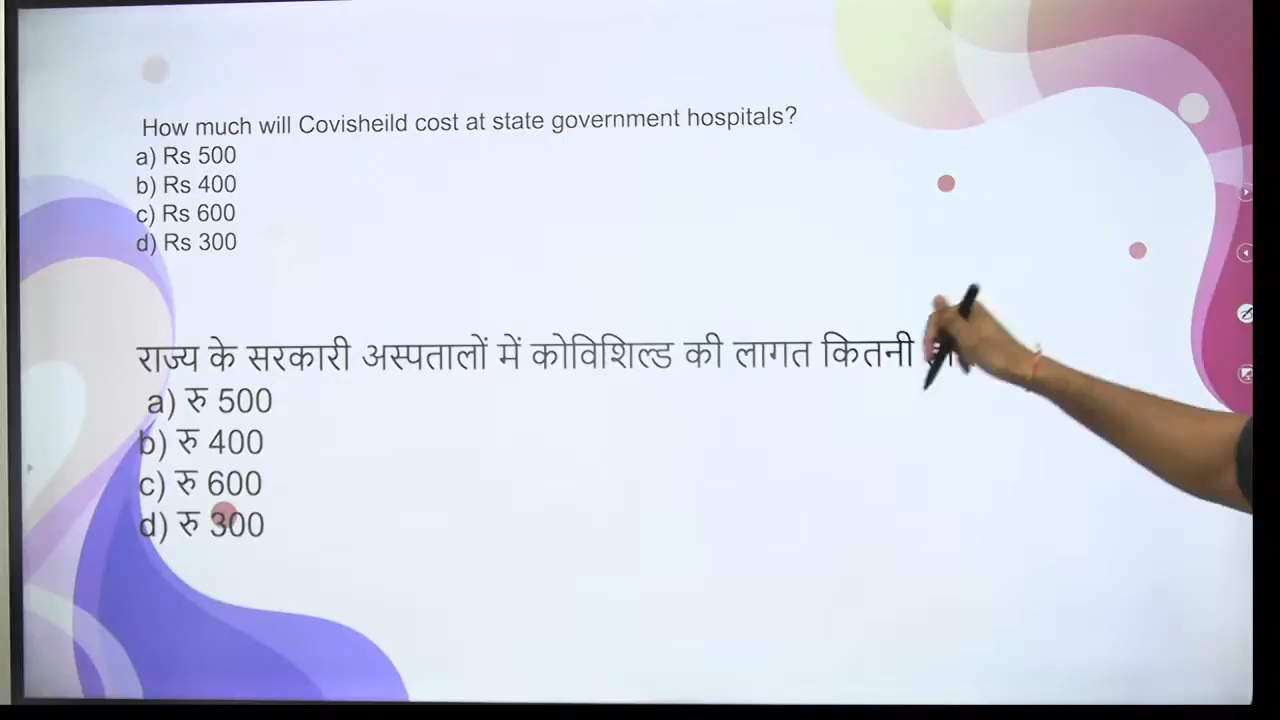 How much will Covisheild cost at state government hospitals?
a) Rs 500
b) Rs 400
c) Rs 600
d) Rs 300
राज्य के सरकारी अस्पतालों में कोविशिल्ड की लागत कितनी
a) रु 500
b) रु 400
c) रु 600
d) रु 300